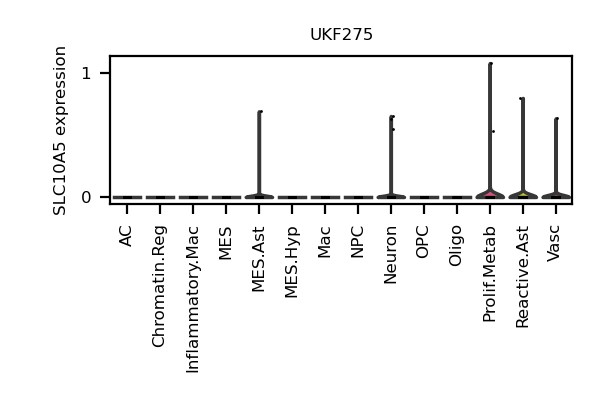 UKF275
SLC10A5 expression
1
0
AC
Chromatin.Reg
Inflammatory.Mac
MES
MES.Ast
MES.Hyp
Mac
NPC
Neuron
OPC
Oligo
Prolif.Metab
Reactive.Ast
Vasc